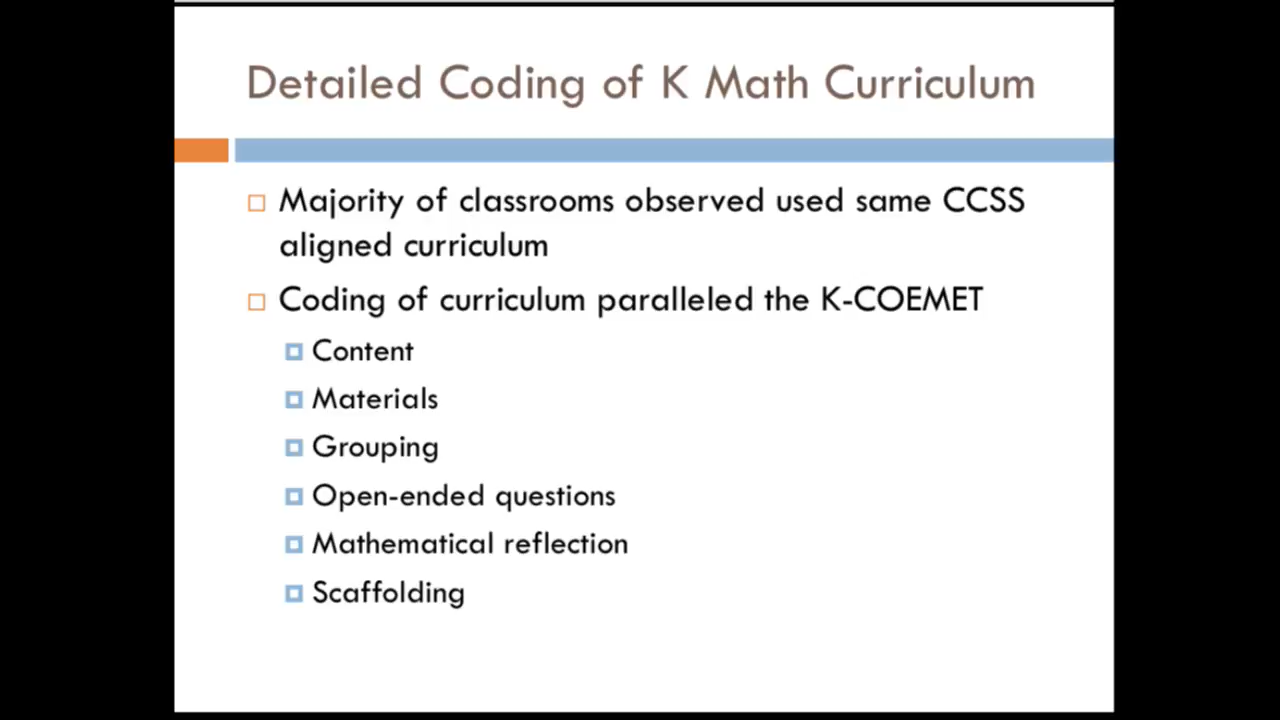 Detailed Coding of K Math Curriculum
Majority of classrooms observed used same CCSS
aligned curriculum
Coding of curriculum paralleled the K-COEMET
Content
Materials
Grouping
Open-ended questions
Mathematical reflection
Scaffolding